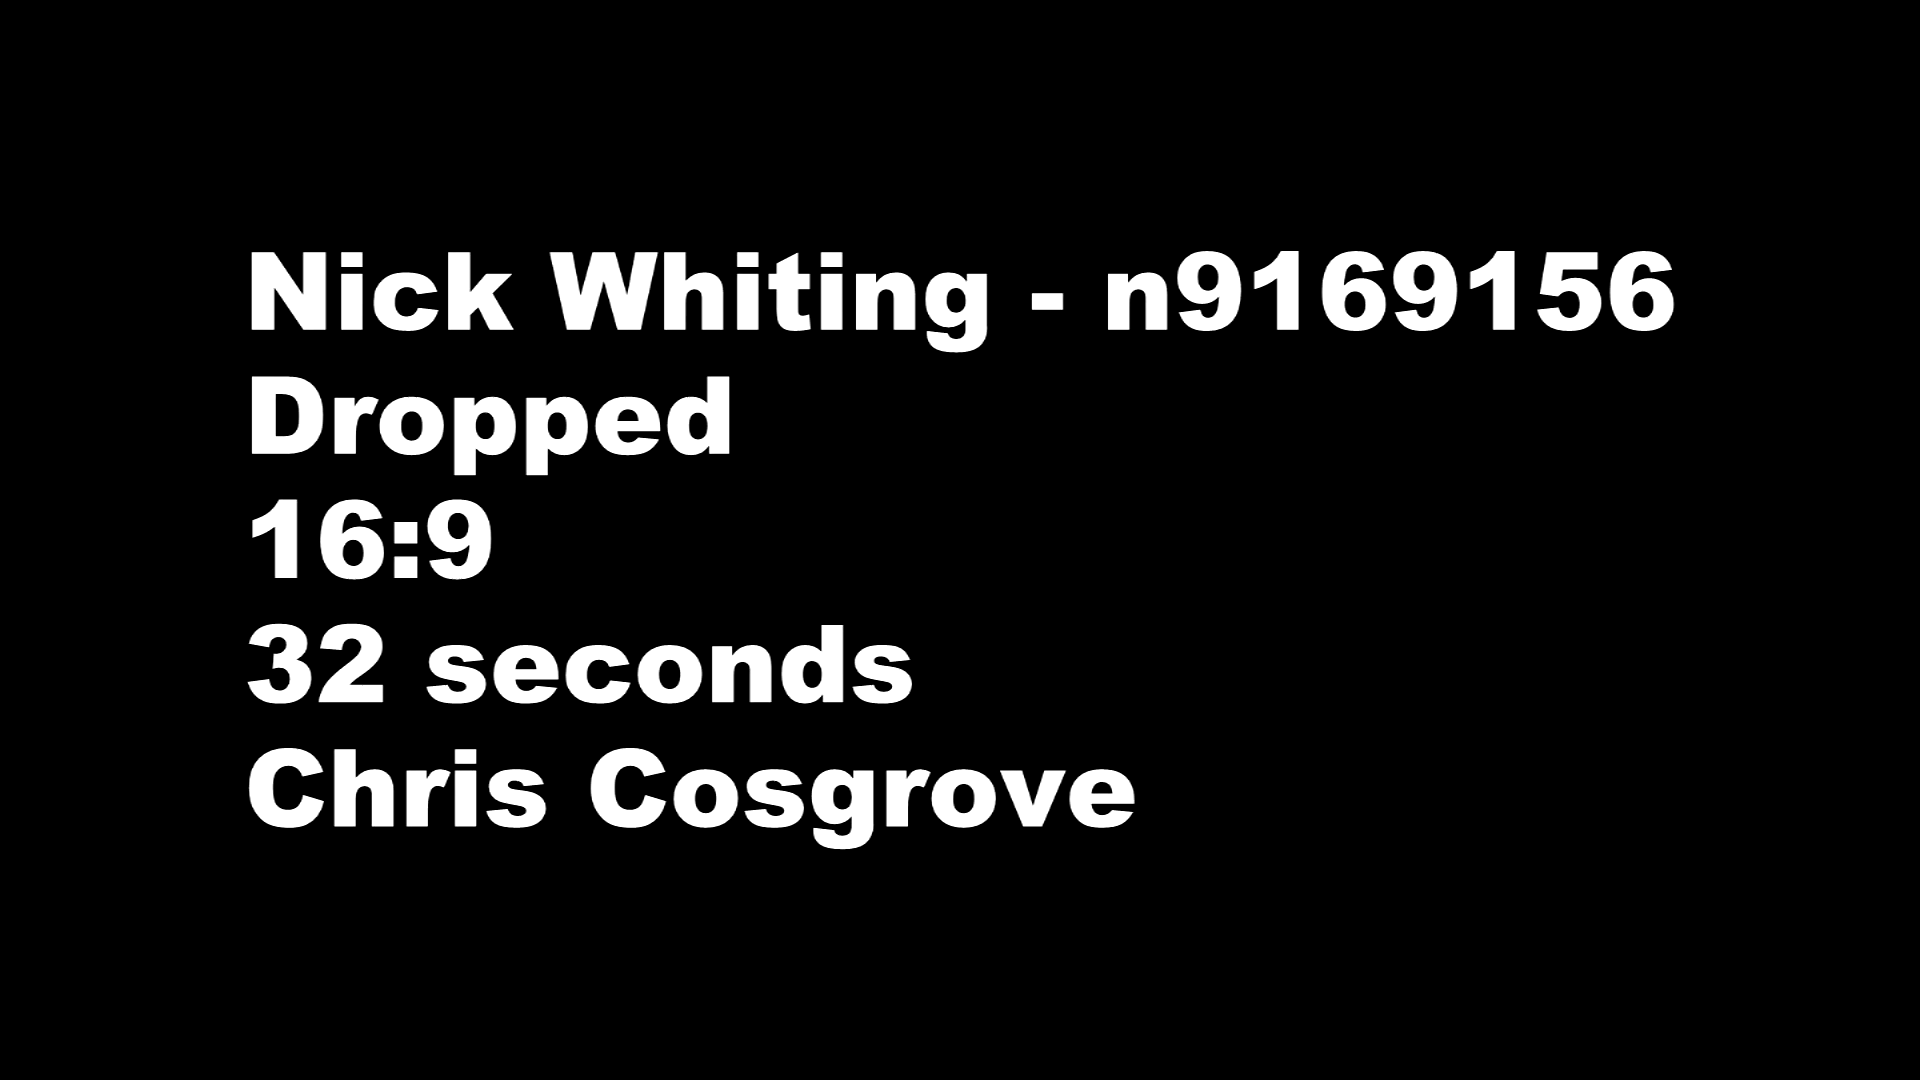 Nick Whiting - n9169156
Dropped
16:9
32 seconds
Chris Cosgrove